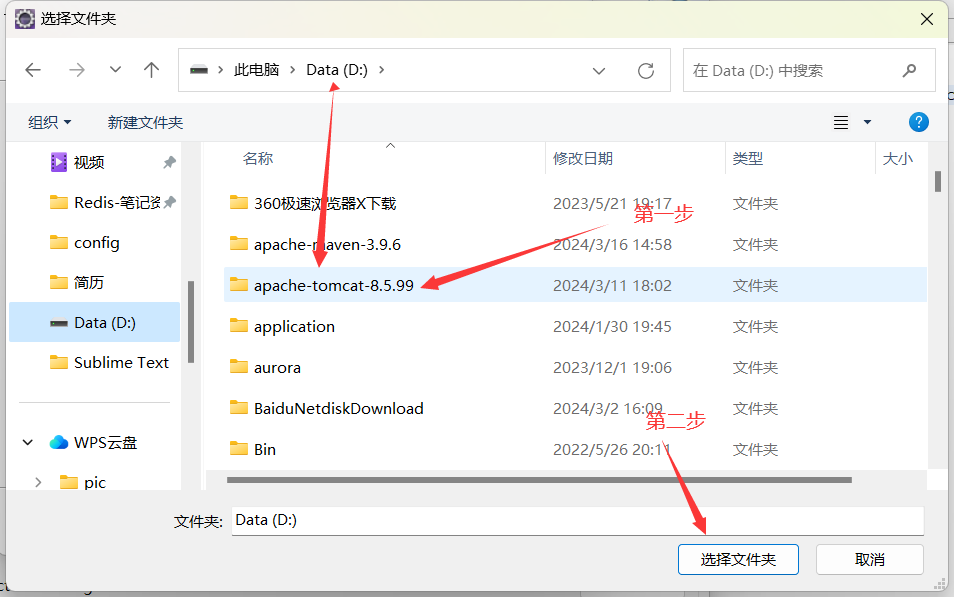 选择文件夹
此电脑 Data (D:)
在 Data (D:) 中搜索
组织 新建文件夹
视频
Redis-笔记资
config
简历
Data (D:)
Sublime Text
WPS云盘
pic
名称 修改日期 类型 大小
360极速浏览器X下载 2023/5/21 19:17 文件夹
第一步
apache-maven-3.9.6 2024/3/16 14:58 文件夹
apache-tomcat-8.5.99 2024/3/11 18:02 文件夹
application 2024/1/30 19:45 文件夹
aurora 2023/12/1 19:06 文件夹
BaiduNetdiskDownload 2024/3/2 16:09 文件夹
第二步
Bin 2022/5/26 20:11 文件夹
文件夹: Data (D:)
选择文件夹 取消